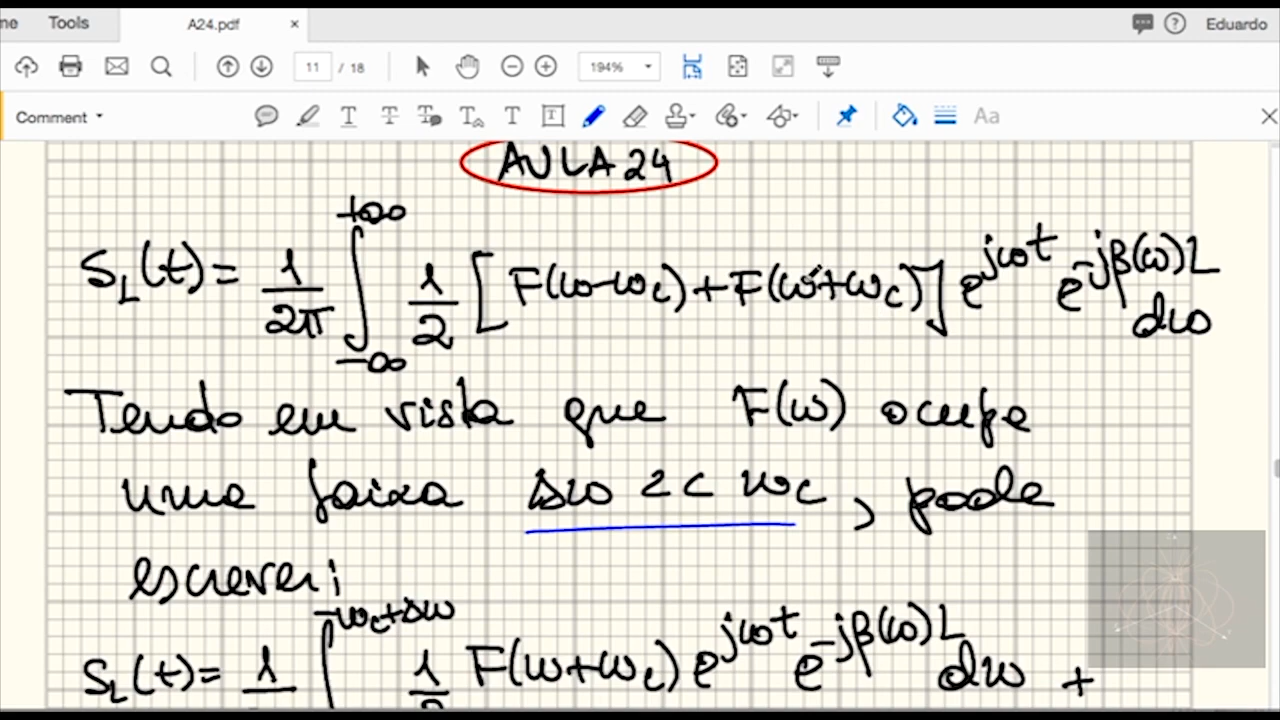 me Tools A24.pdf × ? Eduardo
11 / 18 194%
Comment T T T T T T Aa
AULA 24
S_L(t) = 1/2π ∫_{-∞}^{+∞} 1/2 [F(ω-ω_c) + F(ω+ω_c)] e^{jωt} e^{-jβ(ω)L} dω
Tendo em vista que F(ω) ocupa
uma faixa Δω << ω_c, pode
escrever:
S_L(t) = 1/ ∫^{-ω_c+Δω} 1/2 F(ω+ω_c) e^{jωt} e^{-jβ(ω)L} dω +